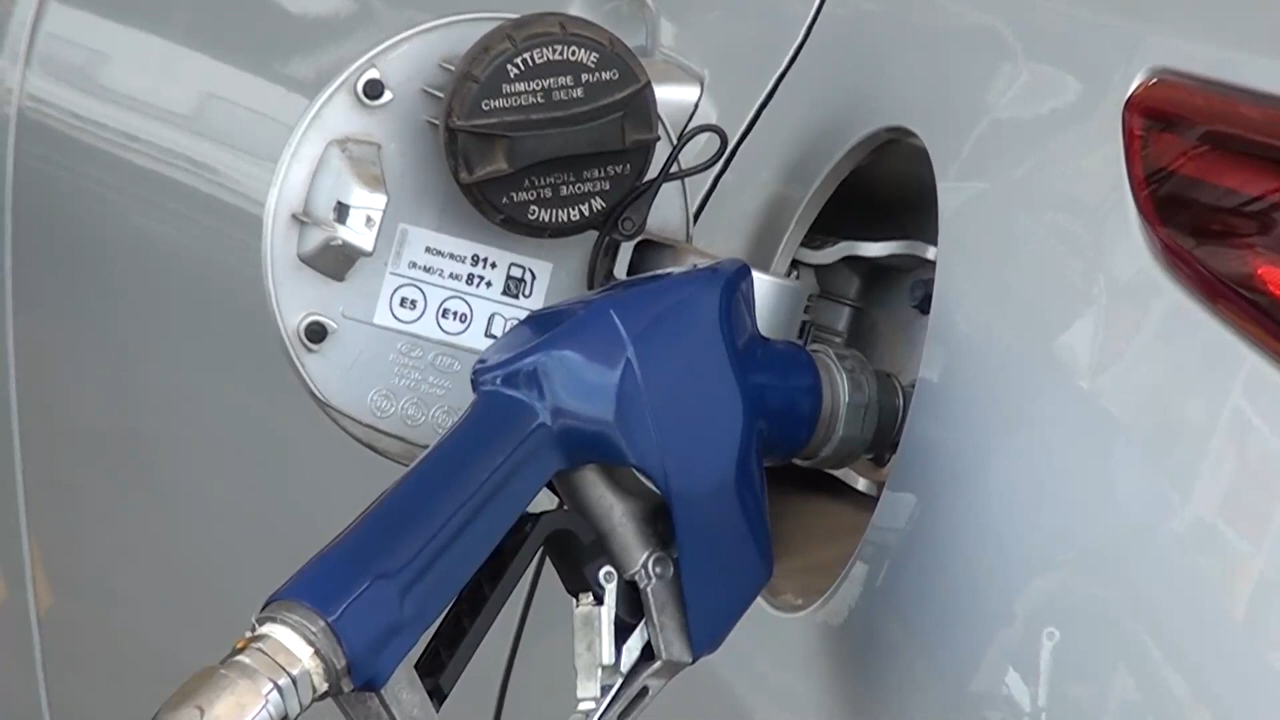 ATTENZIONE
RIMUOVERE PIANO
CHIUDERE BENE
WARNING
REMOVE SLOWLY
FASTEN TIGHTLY
RON/ROZ 91+
(R+M)/2, AKI 87+
E5 E10